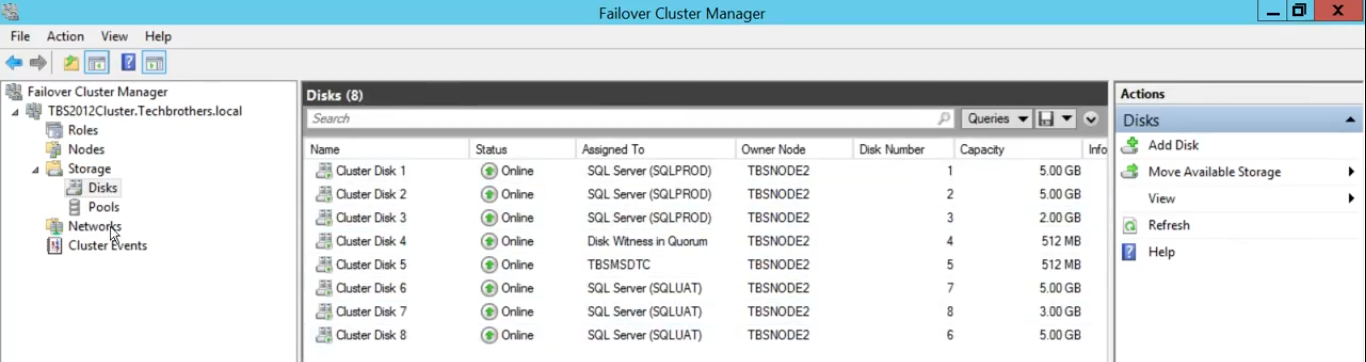 Failover Cluster Manager
File Action View Help
Failover Cluster Manager
TBS2012Cluster.Techbrothers.local
Roles
Nodes
Storage
Disks
Pools
Networks
Cluster Events
Disks (8)
Search
Queries
Name Status Assigned To Owner Node Disk Number Capacity Info
Cluster Disk 1 Online SQL Server (SQLPROD) TBSNODE2 1 5.00 GB
Cluster Disk 2 Online SQL Server (SQLPROD) TBSNODE2 2 5.00 GB
Cluster Disk 3 Online SQL Server (SQLPROD) TBSNODE2 3 2.00 GB
Cluster Disk 4 Online Disk Witness in Quorum TBSNODE2 4 512 MB
Cluster Disk 5 Online TBSMSDTC TBSNODE2 5 512 MB
Cluster Disk 6 Online SQL Server (SQLUAT) TBSNODE2 7 5.00 GB
Cluster Disk 7 Online SQL Server (SQLUAT) TBSNODE2 8 3.00 GB
Cluster Disk 8 Online SQL Server (SQLUAT) TBSNODE2 6 5.00 GB
Actions
Disks
Add Disk
Move Available Storage
View
Refresh
Help